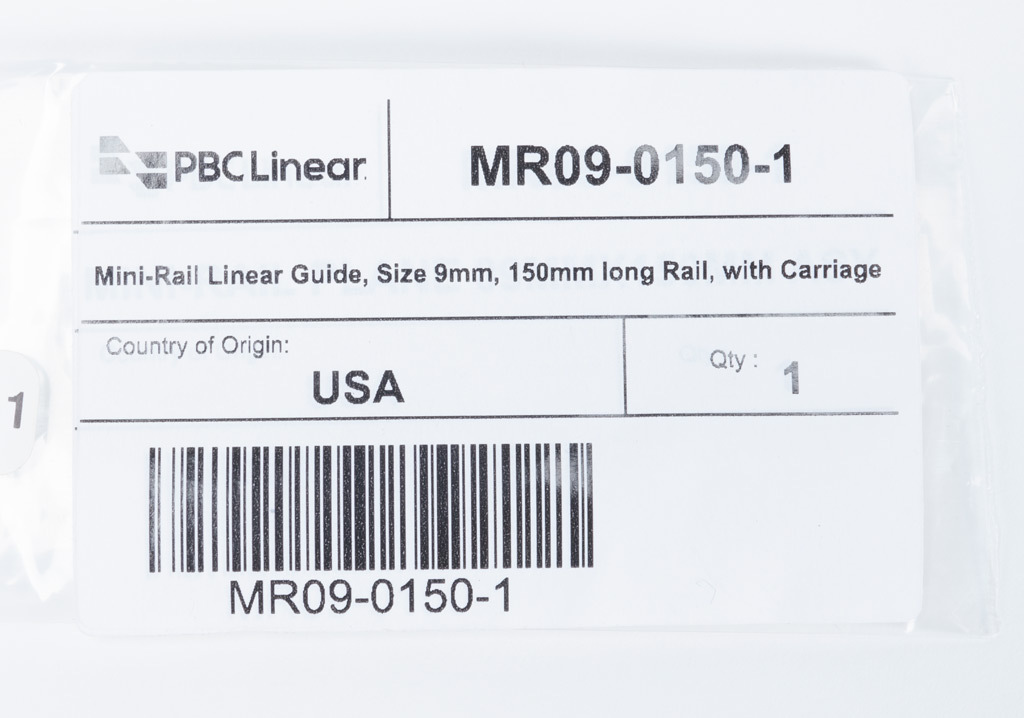 PBC Linear.
MR09-0150-1
Mini-Rail Linear Guide, Size 9mm, 150mm long Rail, with Carriage
Country of Origin:
USA
Qty :
1
1
MR09-0150-1